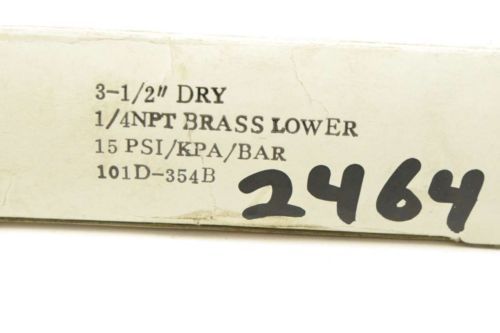 3-1/2" DRY
1/4NPT BRASS LOWER
15 PSI/KPA/BAR
101D-354B
2464